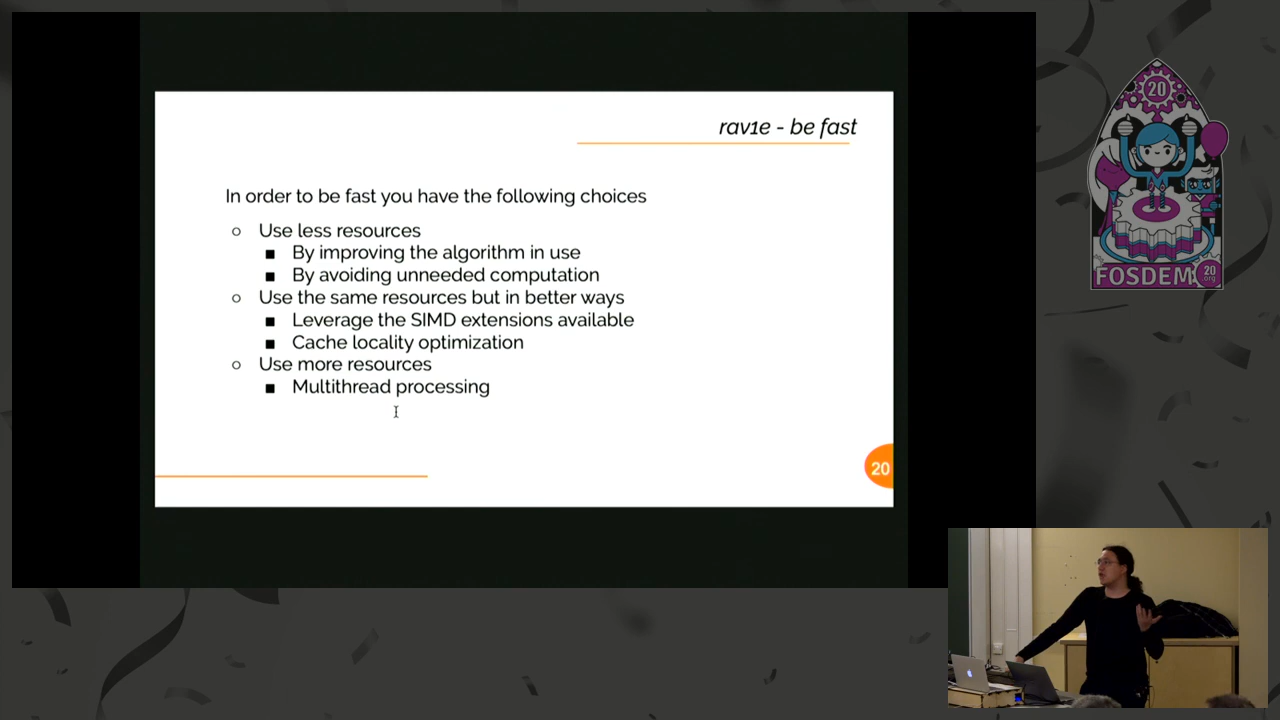 rav1e - be fast
In order to be fast you have the following choices
Use less resources
By improving the algorithm in use
By avoiding unneeded computation
Use the same resources but in better ways
Leverage the SIMD extensions available
Cache locality optimization
Use more resources
Multithread processing
20
20
FOSDEM
20
org